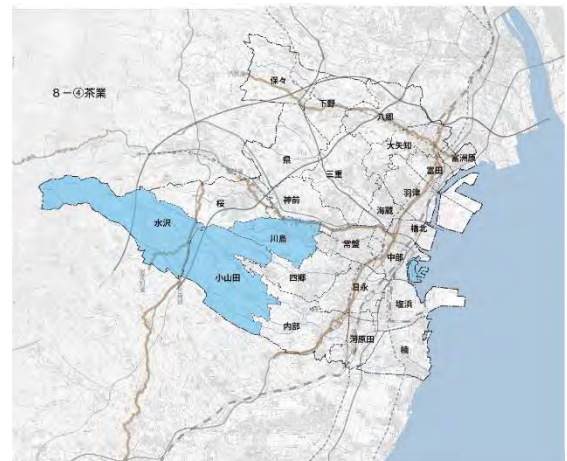 8-④茶業
保々
下野
八郷
大矢知
富洲原
富田
県
三重
羽津
桜
神前
海蔵
水沢
川島
常磐
橋北
中部
小山田
四郷
日永
塩浜
内部
河原田
楠